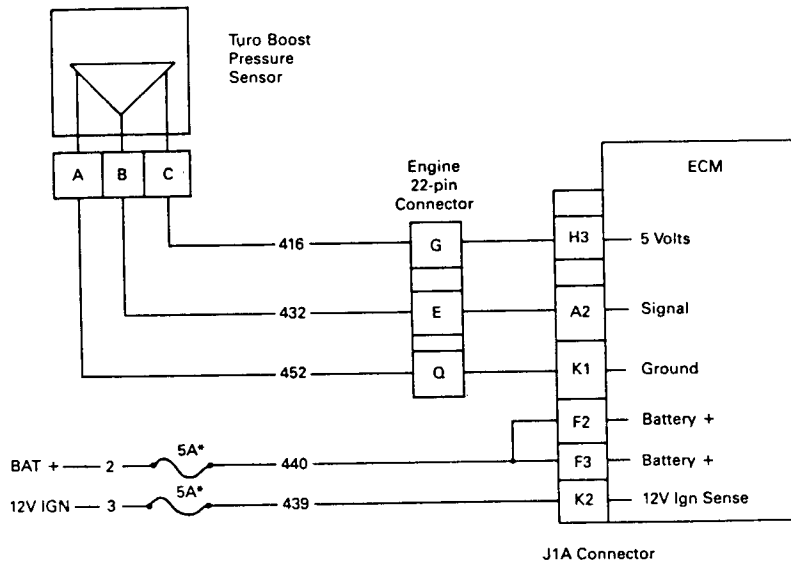 Turo Boost
Pressure
Sensor
A B C
Engine
22-pin
Connector
ECM
416 G H3 5 Volts
432 E A2 Signal
452 Q K1 Ground
F2 Battery +
BAT + 2 5A* 440 F3 Battery +
12V IGN 3 5A* 439 K2 12V Ign Sense
J1A Connector